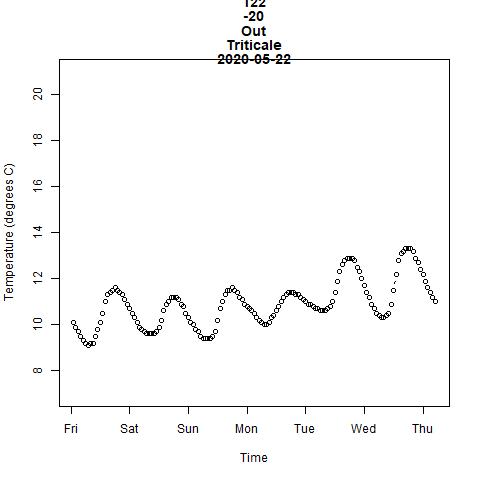 122
-20
Out
Triticale
2020-05-22
Temperature (degrees C)
20
18
16
14
12
10
8
Fri Sat Sun Mon Tue Wed Thu
Time